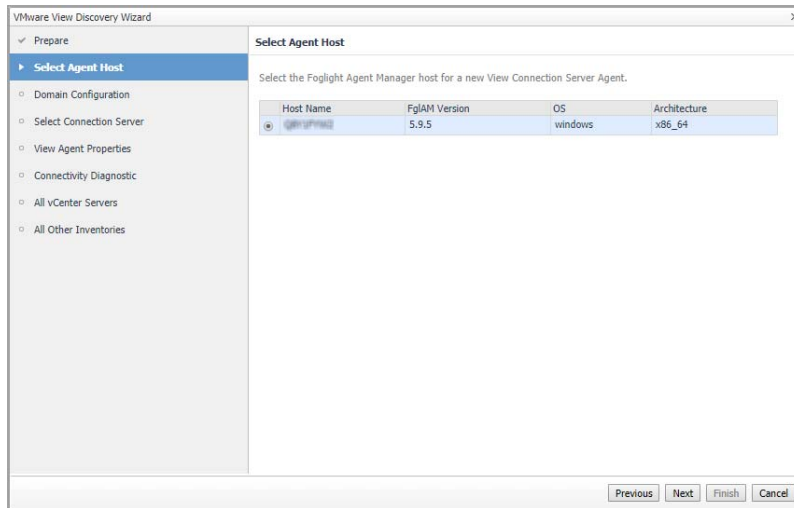 VMware View Discovery Wizard
Prepare
Select Agent Host
Domain Configuration
Select Connection Server
View Agent Properties
Connectivity Diagnostic
All vCenter Servers
All Other Inventories
Select Agent Host
Select the Foglight Agent Manager host for a new View Connection Server Agent.
Host Name FglAM Version OS Architecture
5.9.5 windows x86_64
Previous Next Finish Cancel